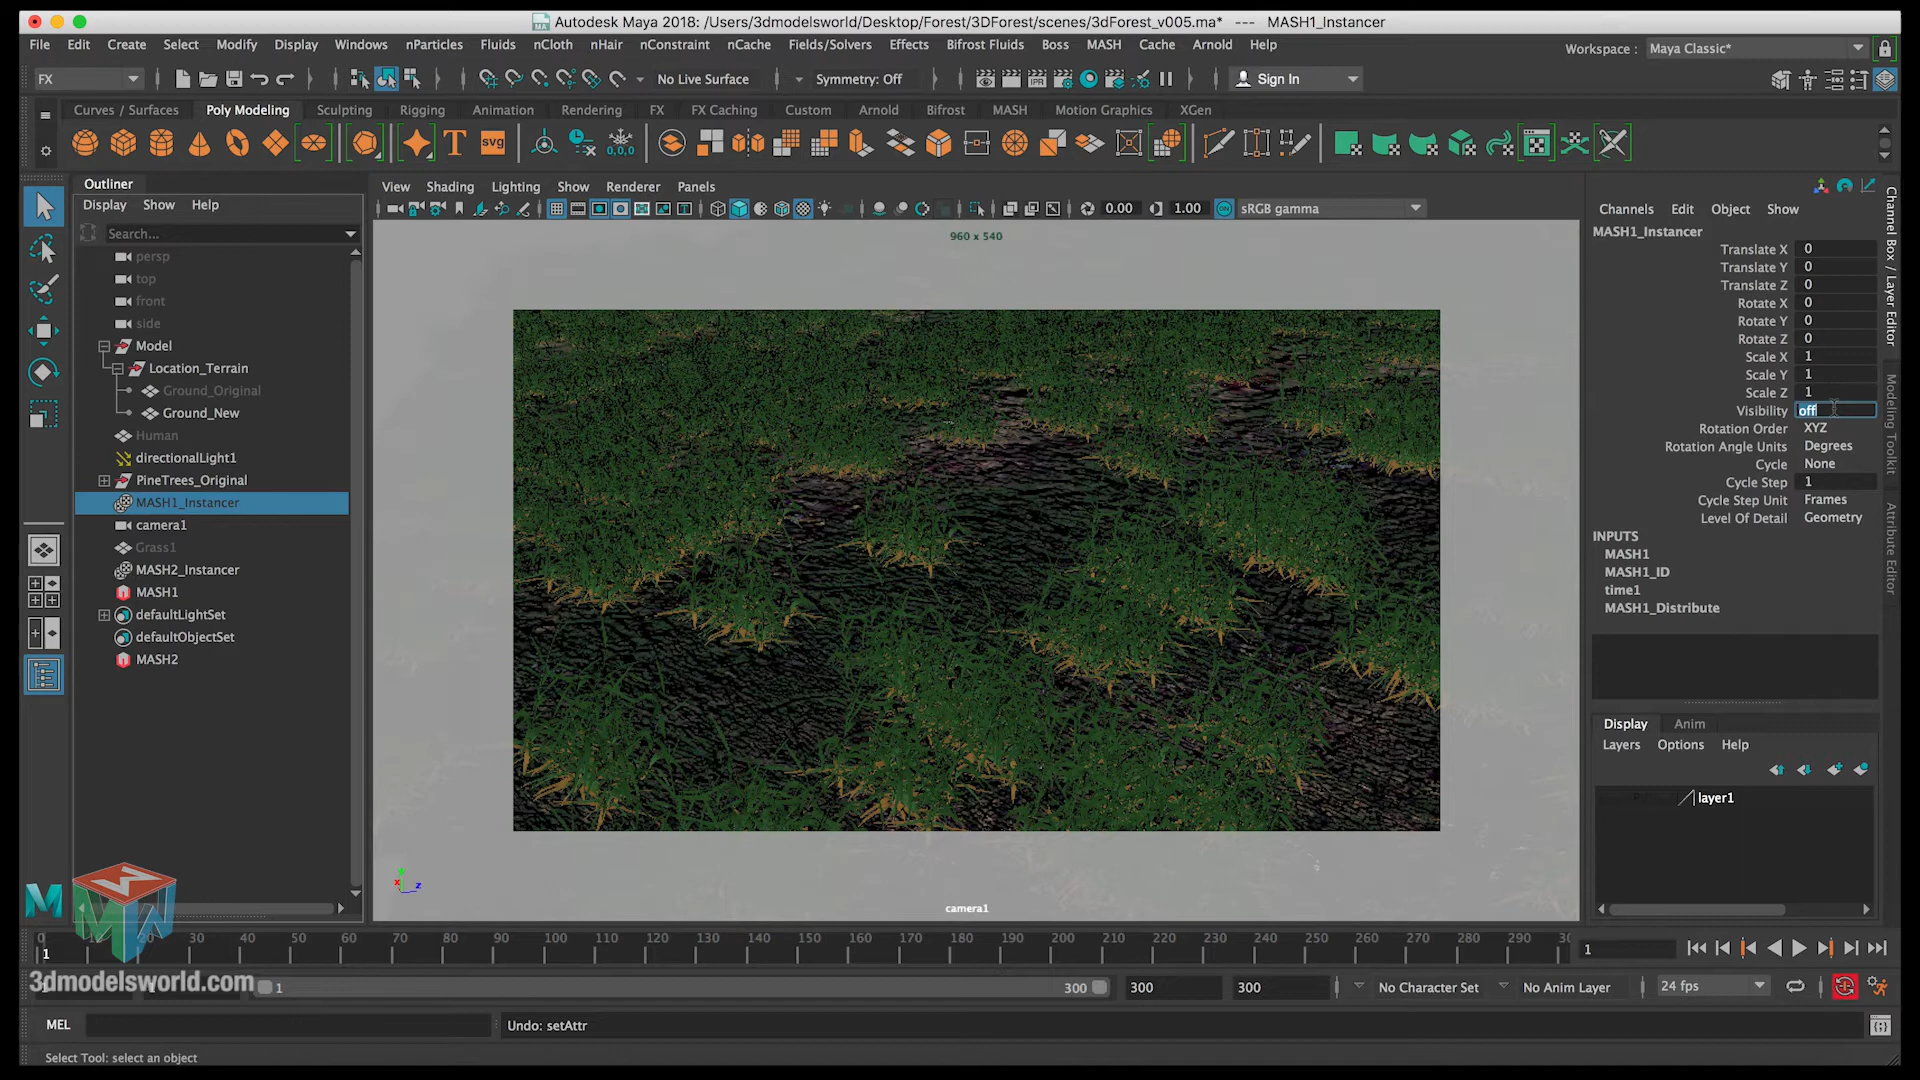 Autodesk Maya 2018: /Users/3dmodelsworld/Desktop/Forest/3DForest/scenes/3dForest_v005.ma* --- MASH1_Instancer
File Edit Create Select Modify Display Windows nParticles Fluids nCloth nHair nConstraint nCache Fields/Solvers Effects Bifrost Fluids Boss MASH Cache Arnold Help
Workspace : Maya Classic*
FX No Live Surface Symmetry: Off Sign In
Curves / Surfaces Poly Modeling Sculpting Rigging Animation Rendering FX FX Caching Custom Arnold Bifrost MASH Motion Graphics XGen
IPR
T svg 0,0,0
Outliner
Display Show Help
Search...
persp
top
front
side
Model
Location_Terrain
Ground_Original
Ground_New
Human
directionalLight1
PineTrees_Original
MASH1_Instancer
camera1
Grass1
MASH2_Instancer
MASH1
defaultLightSet
defaultObjectSet
MASH2
View Shading Lighting Show Renderer Panels
0.00 1.00 sRGB gamma
960 x 540
x z
camera1
Channels Edit Object Show
MASH1_Instancer
Translate X 0
Translate Y 0
Translate Z 0
Rotate X 0
Rotate Y 0
Rotate Z 0
Scale X 1
Scale Y 1
Scale Z 1
Visibility off
Rotation Order XYZ
Rotation Angle Units Degrees
Cycle None
Cycle Step 1
Cycle Step Unit Frames
Level Of Detail Geometry
INPUTS
MASH1
MASH1_ID
time1
MASH1_Distribute
Channel Box / Layer Editor
Modeling Toolkit
Attribute Editor
Display Anim
Layers Options Help
layer1
0 10 20 30 40 50 60 70 80 90 100 110 120 130 140 150 160 170 180 190 200 210 220 230 240 250 260 270 280 290 30
1
1
3dmodelsworld.com
1 300 300 300 No Character Set No Anim Layer 24 fps
MEL Undo: setAttr
Select Tool: select an object